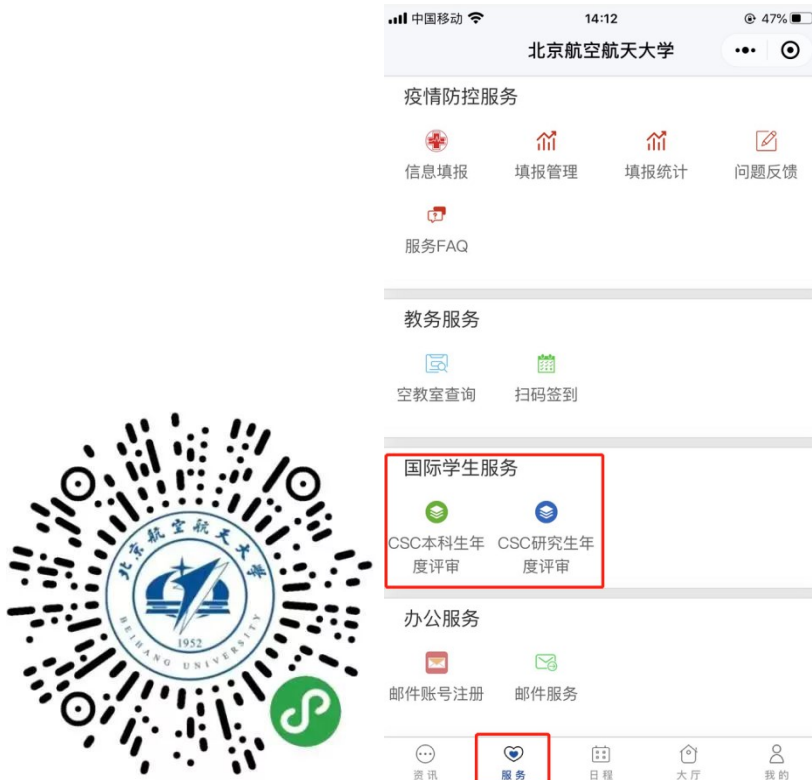 中国移动 14:12 47%
北京航空航天大学
疫情防控服务
信息填报 填报管理 填报统计 问题反馈
服务FAQ
教务服务
空教室查询 扫码签到
国际学生服务
CSC本科生年度评审 CSC研究生年度评审
办公服务
邮件账号注册 邮件服务
资讯 服务 日程 大厅 我的
北京航空航天大学
1952
BEIHANG UNIVERSITY